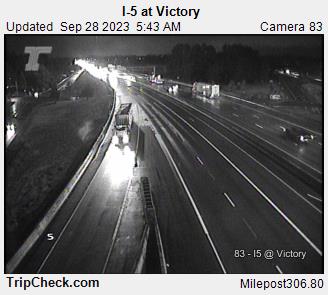 I-5 at Victory
Updated Sep 28 2023 5:43 AM Camera 83
T
S
83 - I5 @ Victory
TripCheck.com Milepost306.80